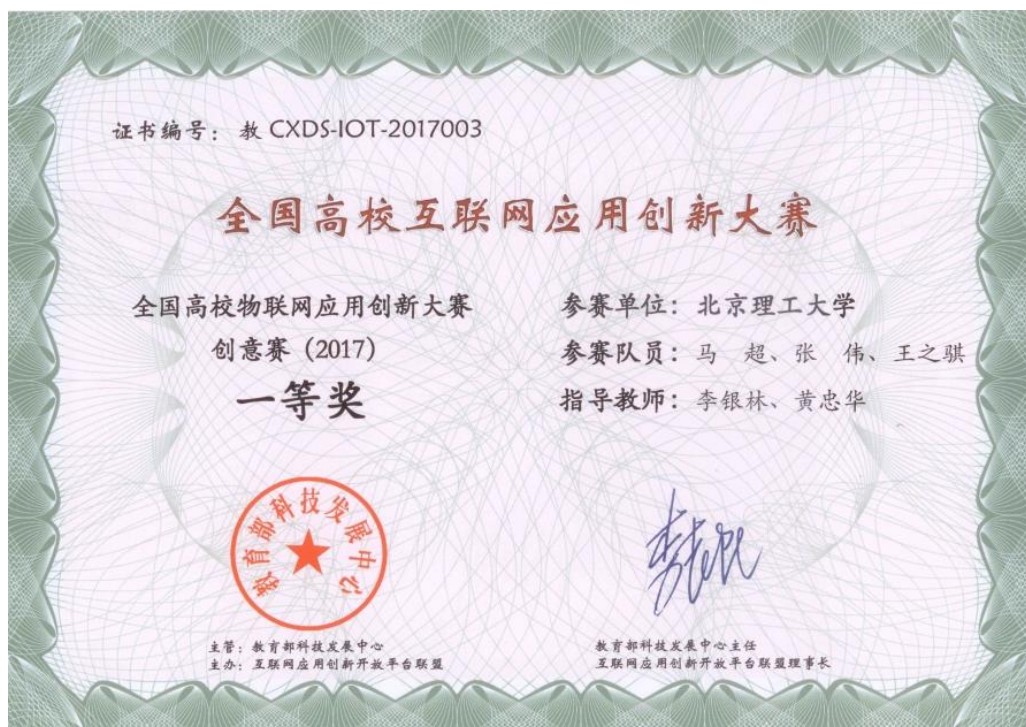 证书编号：教 CXDS-IOT-2017003
全国高校互联网应用创新大赛
全国高校物联网应用创新大赛
创意赛（2017）
一等奖
参赛单位：北京理工大学
参赛队员：马 超、张 伟、王之骐
指导教师：李银林、黄忠华
教育部科技发展中心
主管：教育部科技发展中心
主办：互联网应用创新开放平台联盟
教育部科技发展中心主任
互联网应用创新开放平台联盟理事长